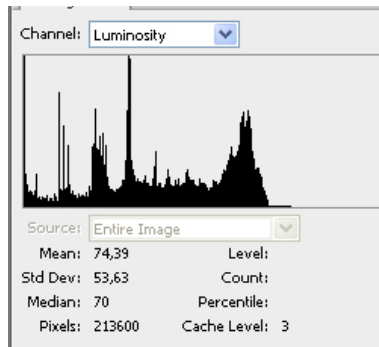 Channel: Luminosity
Source: Entire Image
Mean: 74,39 Level:
Std Dev: 53,63 Count:
Median: 70 Percentile:
Pixels: 213600 Cache Level: 3